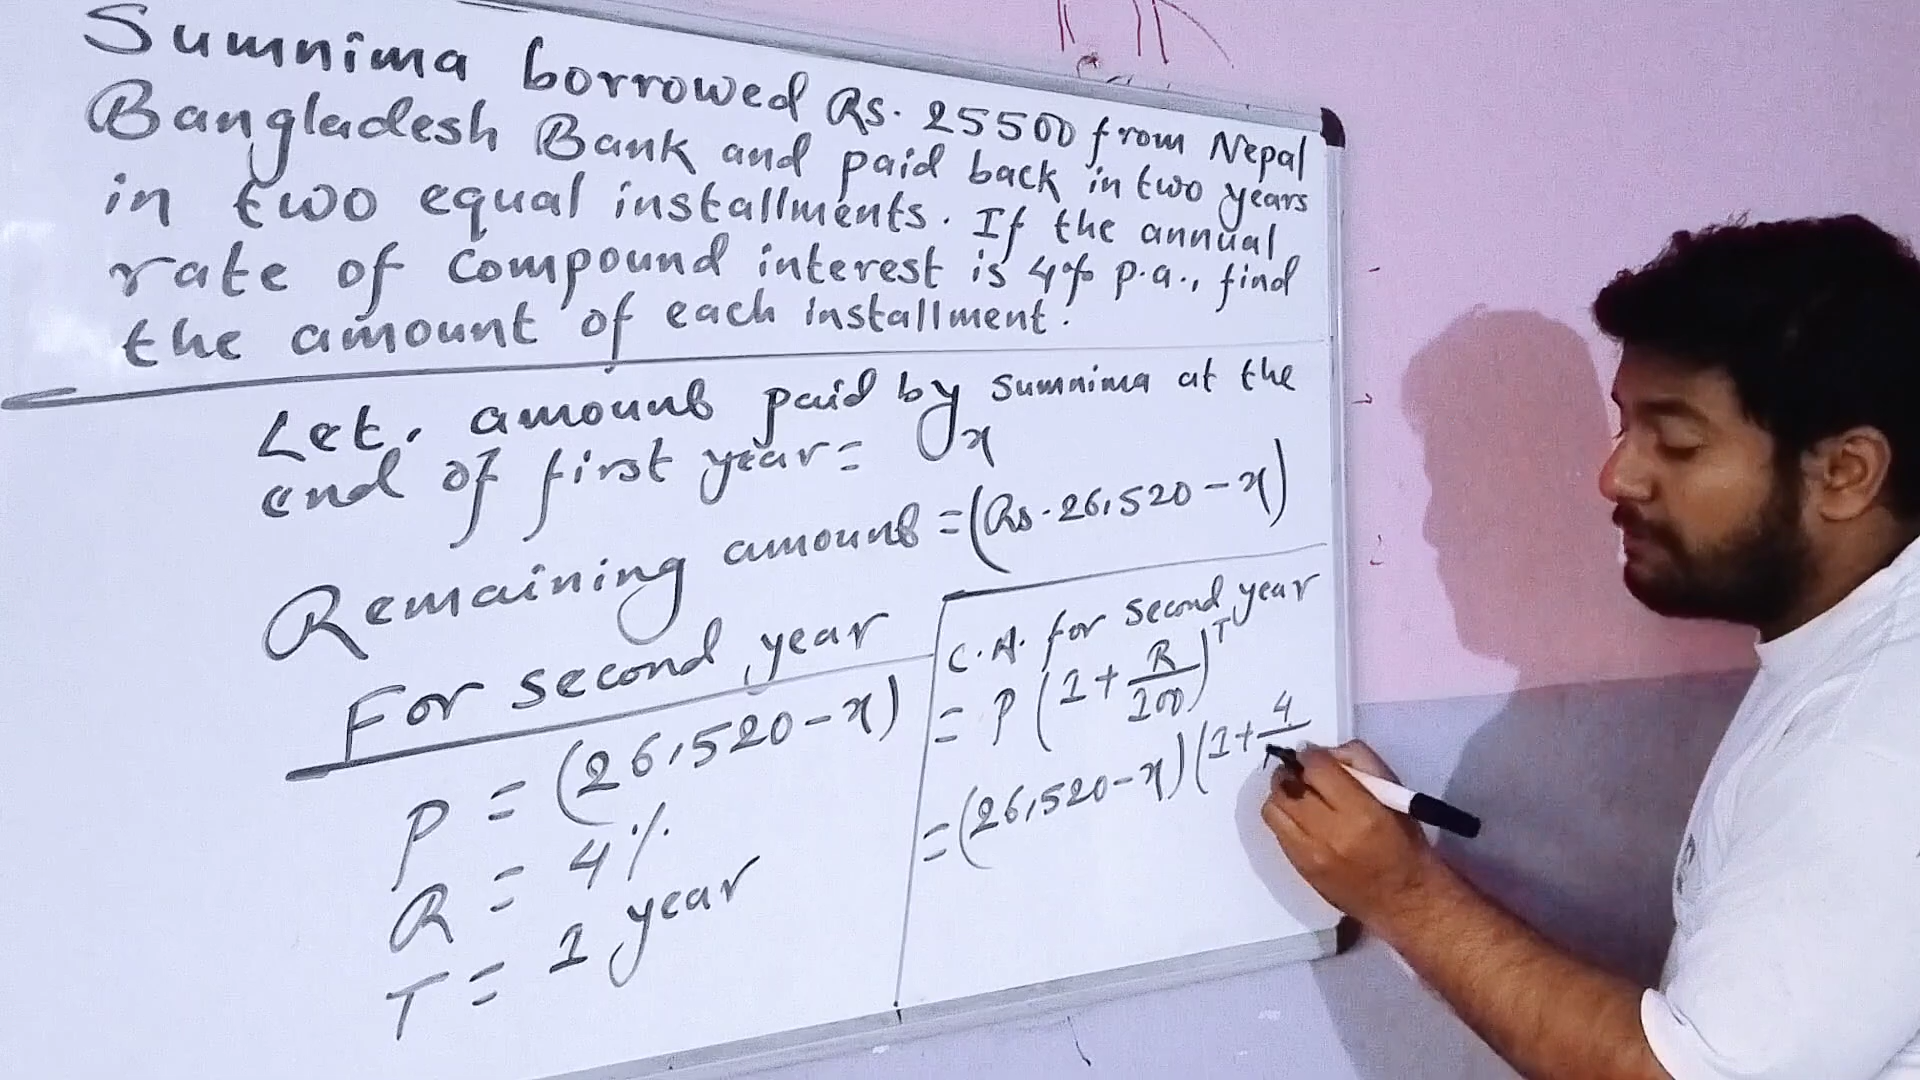 Sumnima borrowed Rs. 25500 from Nepal
Bangladesh Bank and paid back in two years
in two equal installments. If the annual
rate of compound interest is 4% p.a., find
the amount of each installment.
Let, amount paid by sumnima at the
end of first year = x
Remaining amount = (Rs. 26,520 - x)
For second year
P = (26,520 - x)
R = 4%
T = 1 year
C.A. for second year
= P (1 + R/100)^T
= (26,520 - x) (1 + 4/